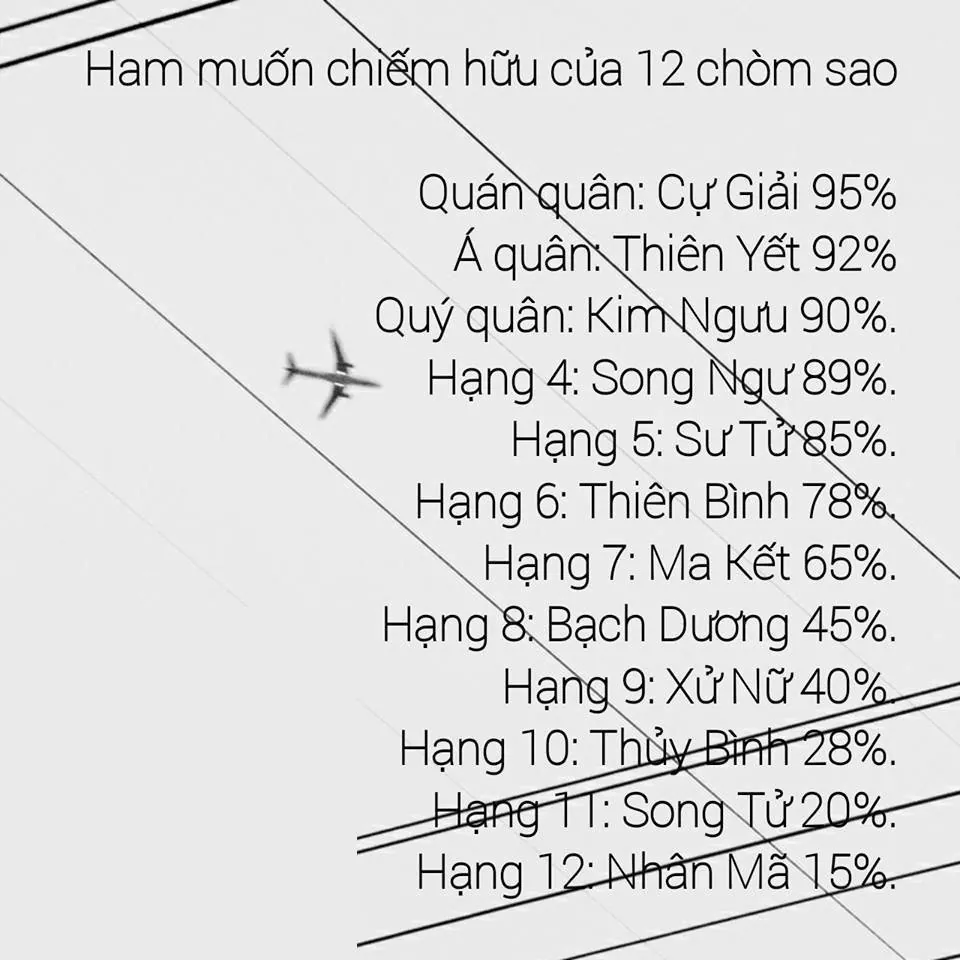 Ham muốn chiếm hữu của 12 chòm sao
Quán quân: Cự Giải 95%
Á quân: Thiên Yết 92%
Quý quân: Kim Ngưu 90%.
Hạng 4: Song Ngư 89%.
Hạng 5: Sư Tử 85%.
Hạng 6: Thiên Bình 78%.
Hạng 7: Ma Kết 65%.
Hạng 8: Bạch Dương 45%.
Hạng 9: Xử Nữ 40%.
Hạng 10: Thủy Bình 28%.
Hạng 11: Song Tử 20%.
Hạng 12: Nhân Mã 15%.